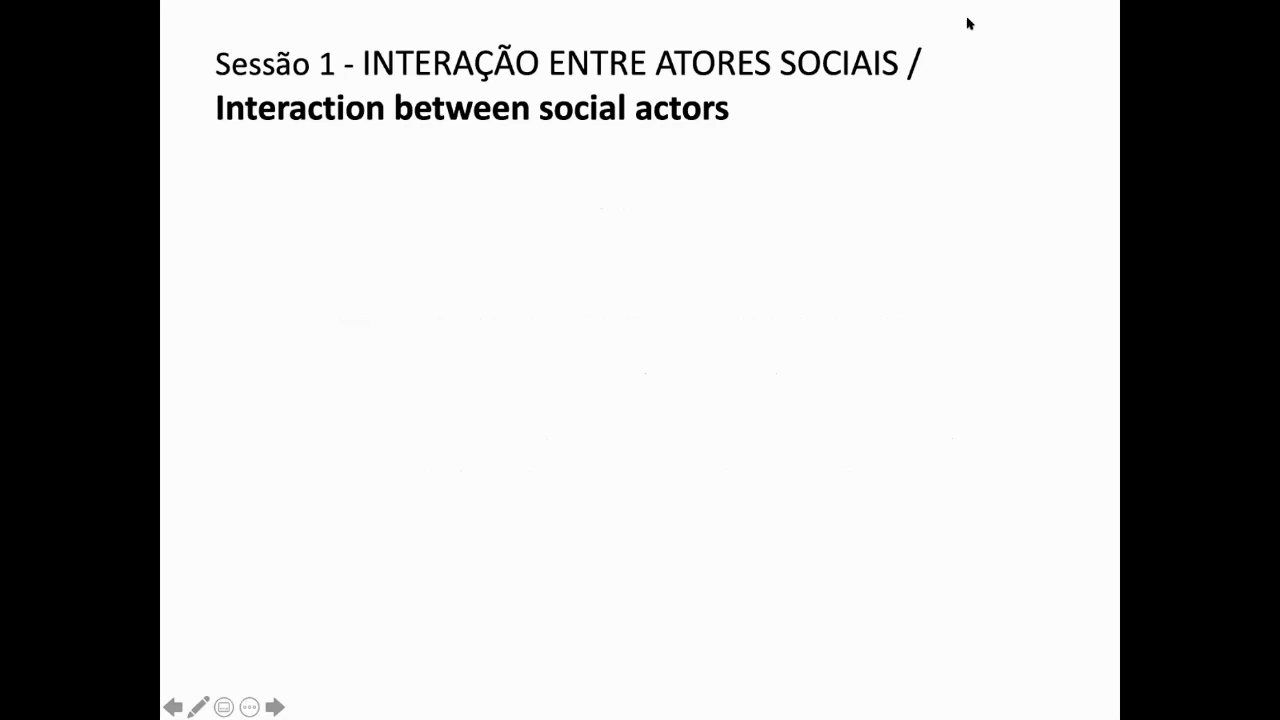 Sessão 1 - INTERAÇÃO ENTRE ATORES SOCIAIS /
Interaction between social actors